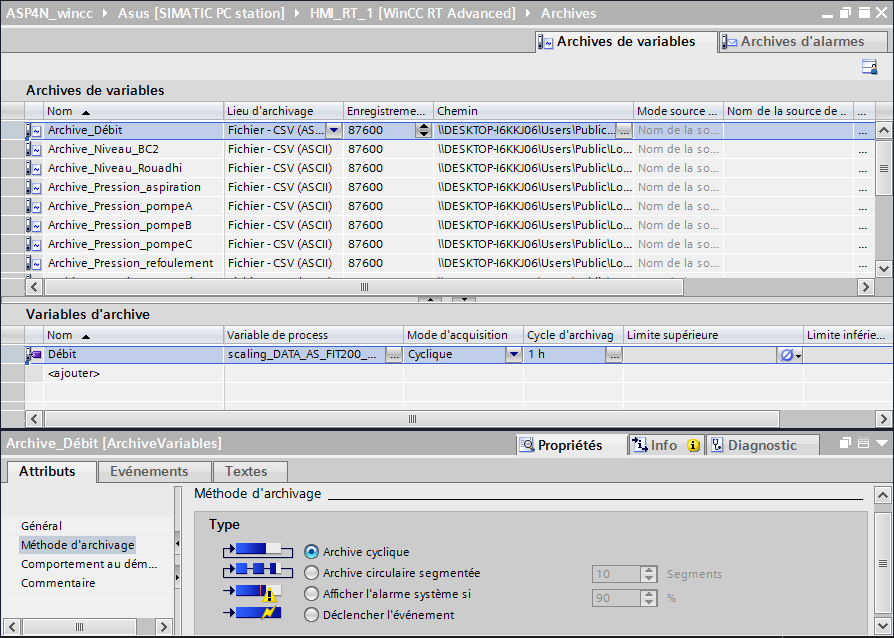 ASP4N_wincc ▸ Asus [SIMATIC PC station] ▸ HMI_RT_1 [WinCC RT Advanced] ▸ Archives
Archives de variables Archives d'alarmes
Archives de variables
Nom Lieu d'archivage Enregistreme... Chemin Mode source ... Nom de la source de .. ...
Archive_Débit Fichier - CSV (AS... 87600 \\DESKTOP-I6KKJ06\Users\Public... ... Nom de la so... ...
Archive_Niveau_BC2 Fichier - CSV (ASCII) 87600 \\DESKTOP-I6KKJ06\Users\Public\Lo... Nom de la so... ...
Archive_Niveau_Rouadhi Fichier - CSV (ASCII) 87600 \\DESKTOP-I6KKJ06\Users\Public\Lo... Nom de la so... ...
Archive_Pression_aspiration Fichier - CSV (ASCII) 87600 \\DESKTOP-I6KKJ06\Users\Public\Lo... Nom de la so... ...
Archive_Pression_pompeA Fichier - CSV (ASCII) 87600 \\DESKTOP-I6KKJ06\Users\Public\Lo... Nom de la so... ...
Archive_Pression_pompeB Fichier - CSV (ASCII) 87600 \\DESKTOP-I6KKJ06\Users\Public\Lo... Nom de la so... ...
Archive_Pression_pompeC Fichier - CSV (ASCII) 87600 \\DESKTOP-I6KKJ06\Users\Public\Lo... Nom de la so... ...
Archive_Pression_refoulement Fichier - CSV (ASCII) 87600 \\DESKTOP-I6KKJ06\Users\Public\Lo... Nom de la so... ...
Variables d'archive
Nom Variable de process Mode d'acquisition Cycle d'archivag Limite supérieure Limite inférie...
Débit scaling_DATA_AS_FIT200_... ... Cyclique 1 h ...
<ajouter>
Archive_Débit [ArchiveVariables] Propriétés Info Diagnostic
Attributs Evénements Textes
Méthode d'archivage
Général
Méthode d'archivage
Comportement au dém...
Commentaire
Type
Archive cyclique
Archive circulaire segmentée 10 Segments
Afficher l'alarme système si 90 %
Déclencher l'événement